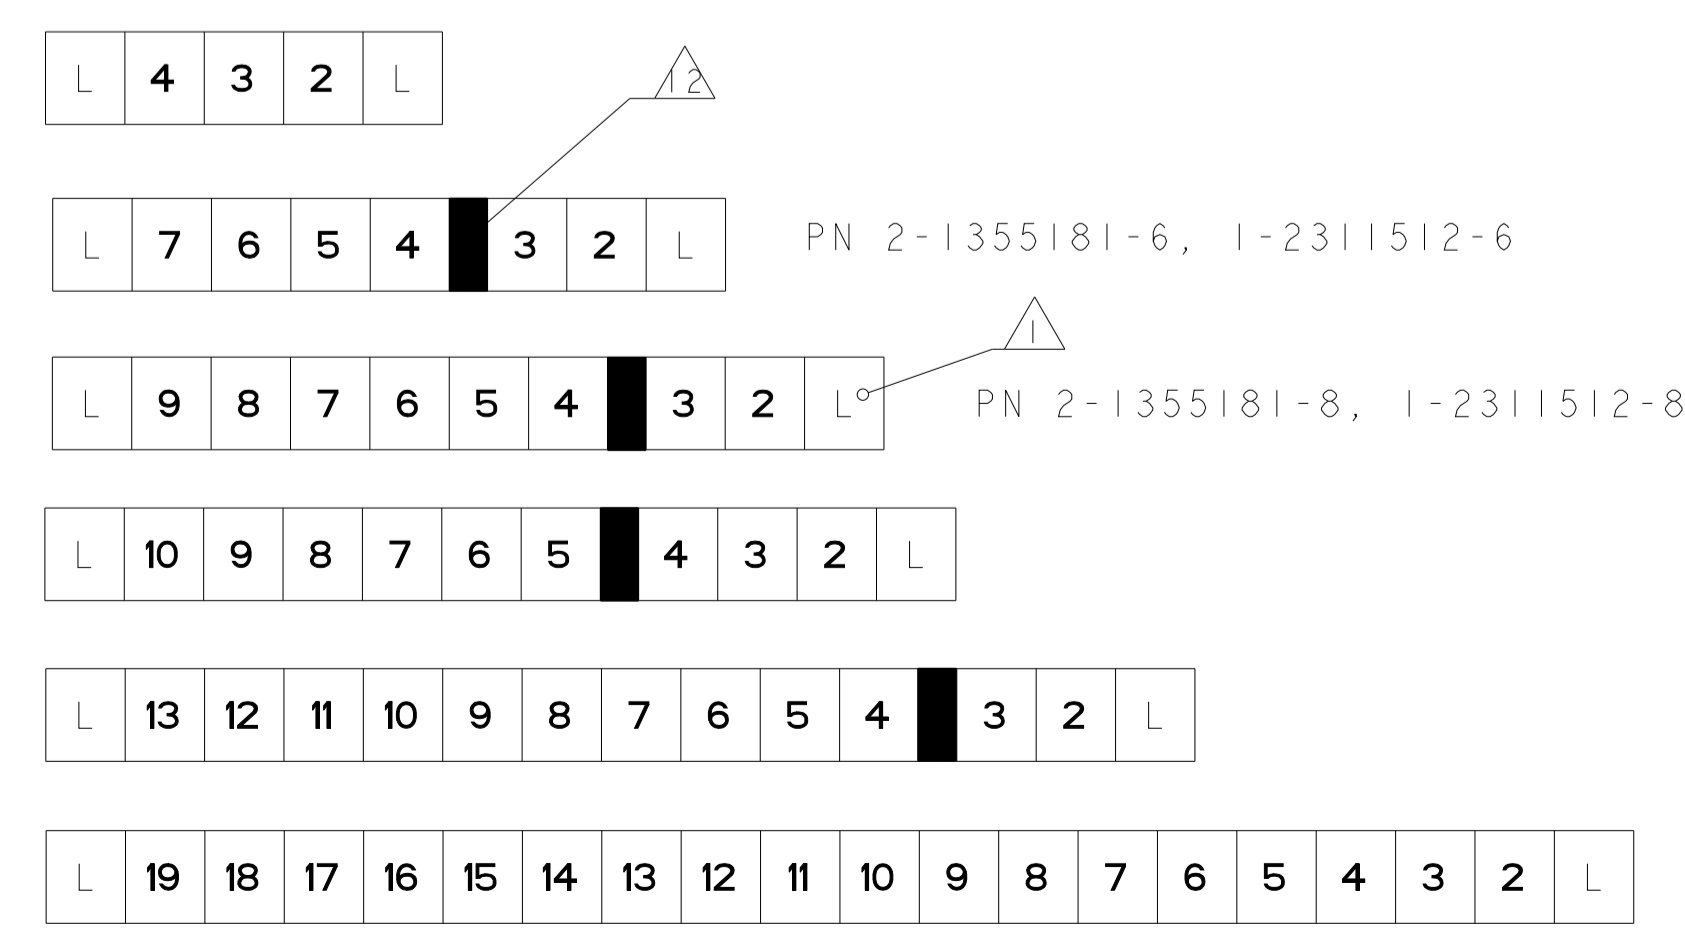 L 4 3 2 L
12
L 7 6 5 4 3 2 L
PN 2-1355181-6, 1-2311512-6
1
L 9 8 7 6 5 4 3 2 L
PN 2-1355181-8, 1-2311512-8
L 10 9 8 7 6 5 4 3 2 L
L 13 12 11 10 9 8 7 6 5 4 3 2 L
L 19 18 17 16 15 14 13 12 11 10 9 8 7 6 5 4 3 2 L